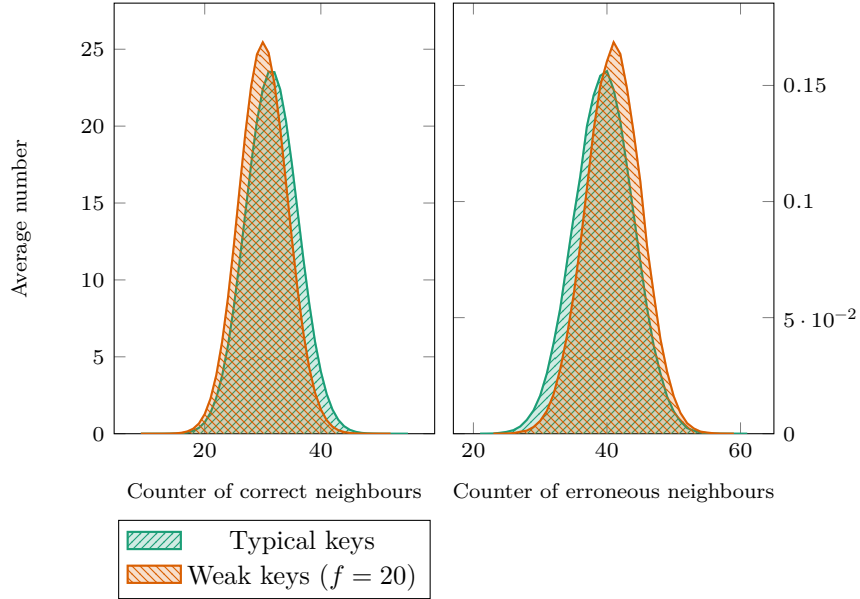 Average number
25
20
15
10
5
0
20
40
Counter of correct neighbours
0.15
0.1
5 · 10⁻²
0
20
40
60
Counter of erroneous neighbours
Typical keys
Weak keys (f = 20)